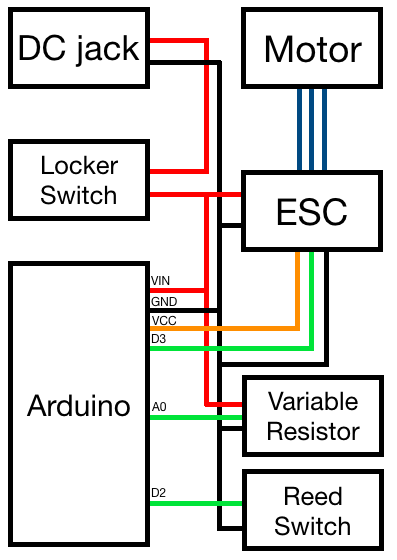 DC jack
Motor
Locker
Switch
ESC
VIN
GND
VCC
D3
Arduino
A0
Variable
Resistor
D2
Reed
Switch